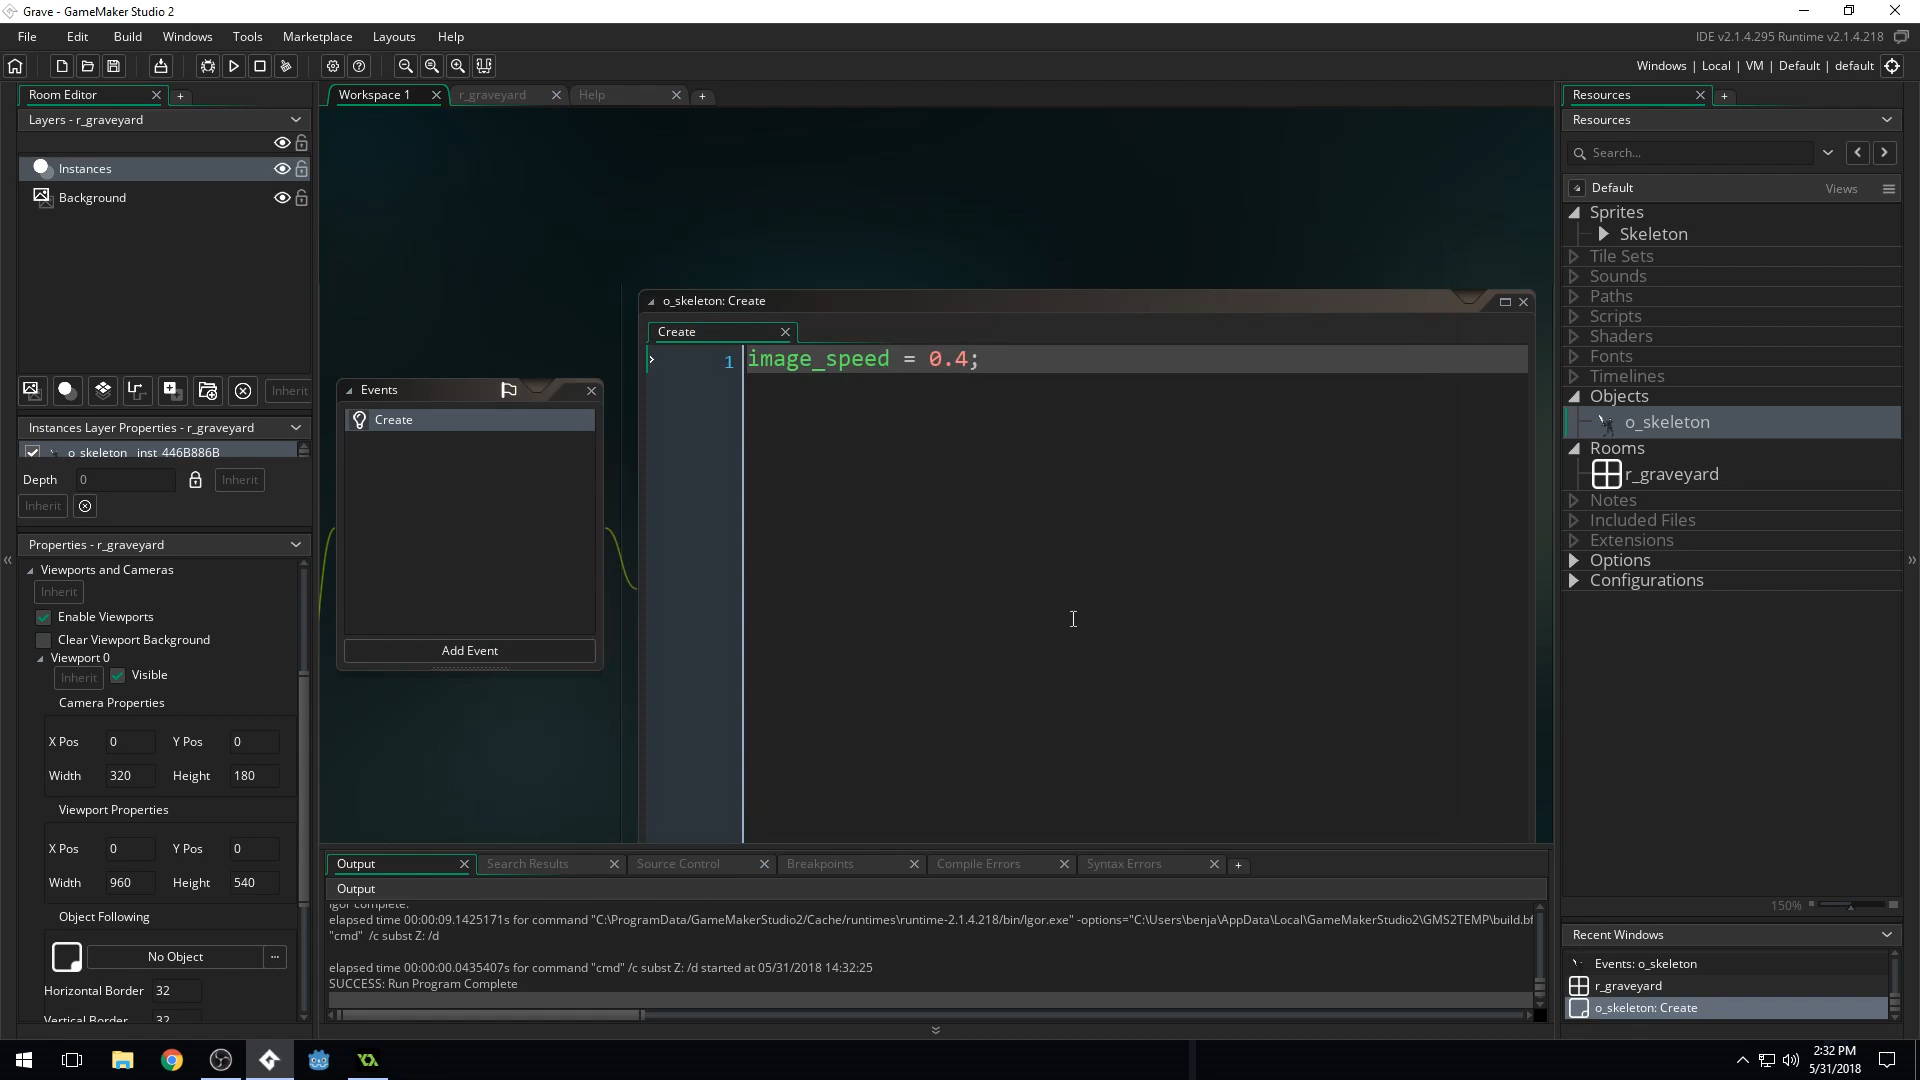 Grave - GameMaker Studio 2
File Edit Build Windows Tools Marketplace Layouts Help
IDE v2.1.4.295 Runtime v2.1.4.218
Windows | Local | VM | Default | default
Room Editor
Layers - r_graveyard
Instances
Background
Inherit
Instances Layer Properties - r_graveyard
o_skeleton inst_446B886B
Depth 0 Inherit
Inherit
Properties - r_graveyard
Viewports and Cameras
Inherit
Enable Viewports
Clear Viewport Background
Viewport 0
Inherit Visible
Camera Properties
X Pos 0 Y Pos 0
Width 320 Height 180
Viewport Properties
X Pos 0 Y Pos 0
Width 960 Height 540
Object Following
No Object ...
Horizontal Border 32
Vertical Border 32
Workspace 1 r_graveyard Help
Events
Create
Add Event
o_skeleton: Create
Create
1 image_speed = 0.4;
Output Search Results Source Control Breakpoints Compile Errors Syntax Errors
Output
Igor complete.
elapsed time 00:00:09.1425171s for command "C:\ProgramData/GameMakerStudio2/Cache/runtimes\runtime-2.1.4.218/bin/Igor.exe" -options="C:\Users\benja\AppData\Local\GameMakerStudio2\GMS2TEMP\build.bf
"cmd" /c subst Z: /d
elapsed time 00:00:00.0435407s for command "cmd" /c subst Z: /d started at 05/31/2018 14:32:25
SUCCESS: Run Program Complete
Resources
Resources
Search...
Default Views
Sprites
Skeleton
Tile Sets
Sounds
Paths
Scripts
Shaders
Fonts
Timelines
Objects
o_skeleton
Rooms
r_graveyard
Notes
Included Files
Extensions
Options
Configurations
150%
Recent Windows
Events: o_skeleton
r_graveyard
o_skeleton: Create
2:32 PM
5/31/2018